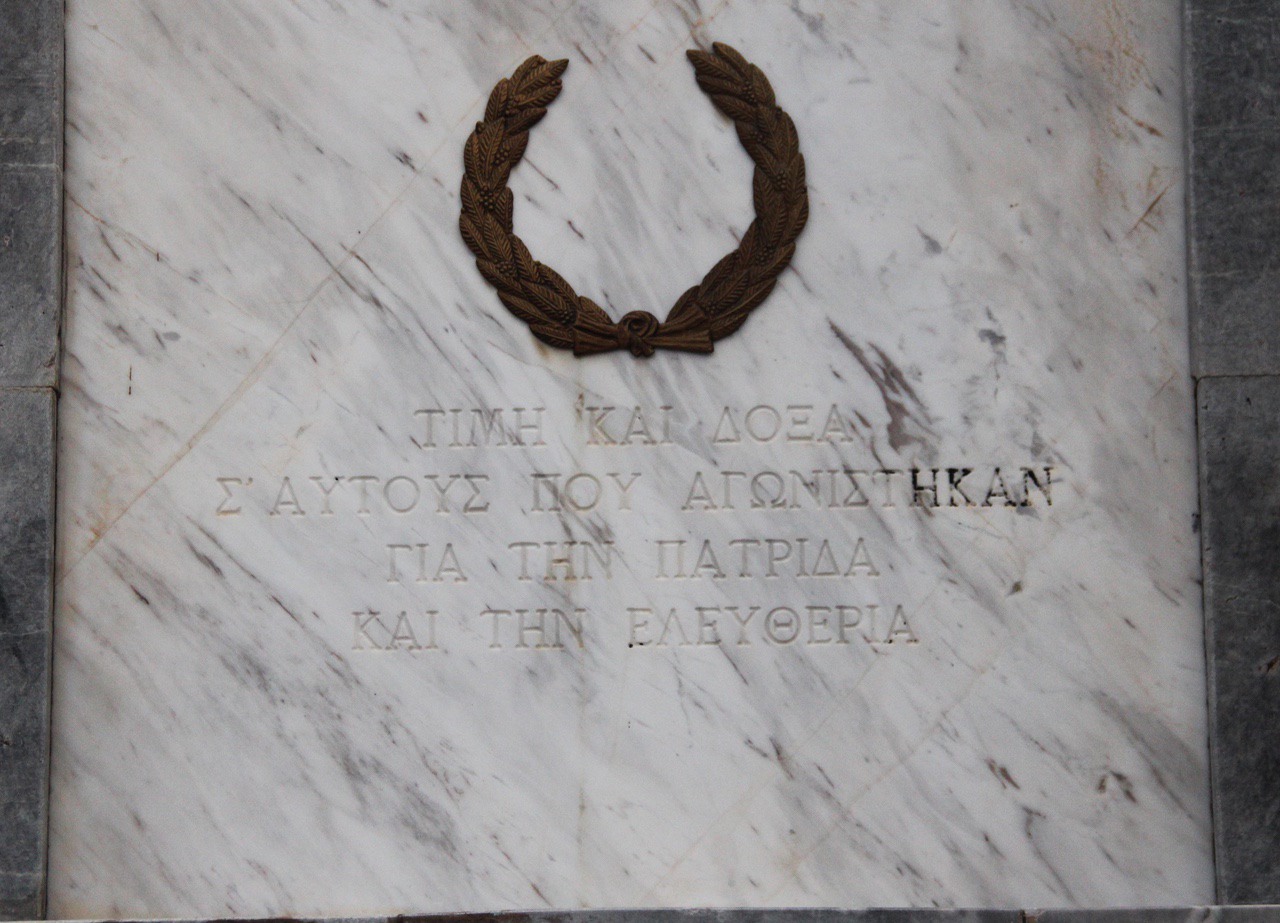 ΤΙΜΗ ΚΑΙ ΔΟΞΑ
Σ' ΑΥΤΟΥΣ ΠΟΥ ΑΓΩΝΙΣΤΗΚΑΝ
ΓΙΑ ΤΗΝ ΠΑΤΡΙΔΑ
ΚΑΙ ΤΗΝ ΕΛΕΥΘΕΡΙΑ